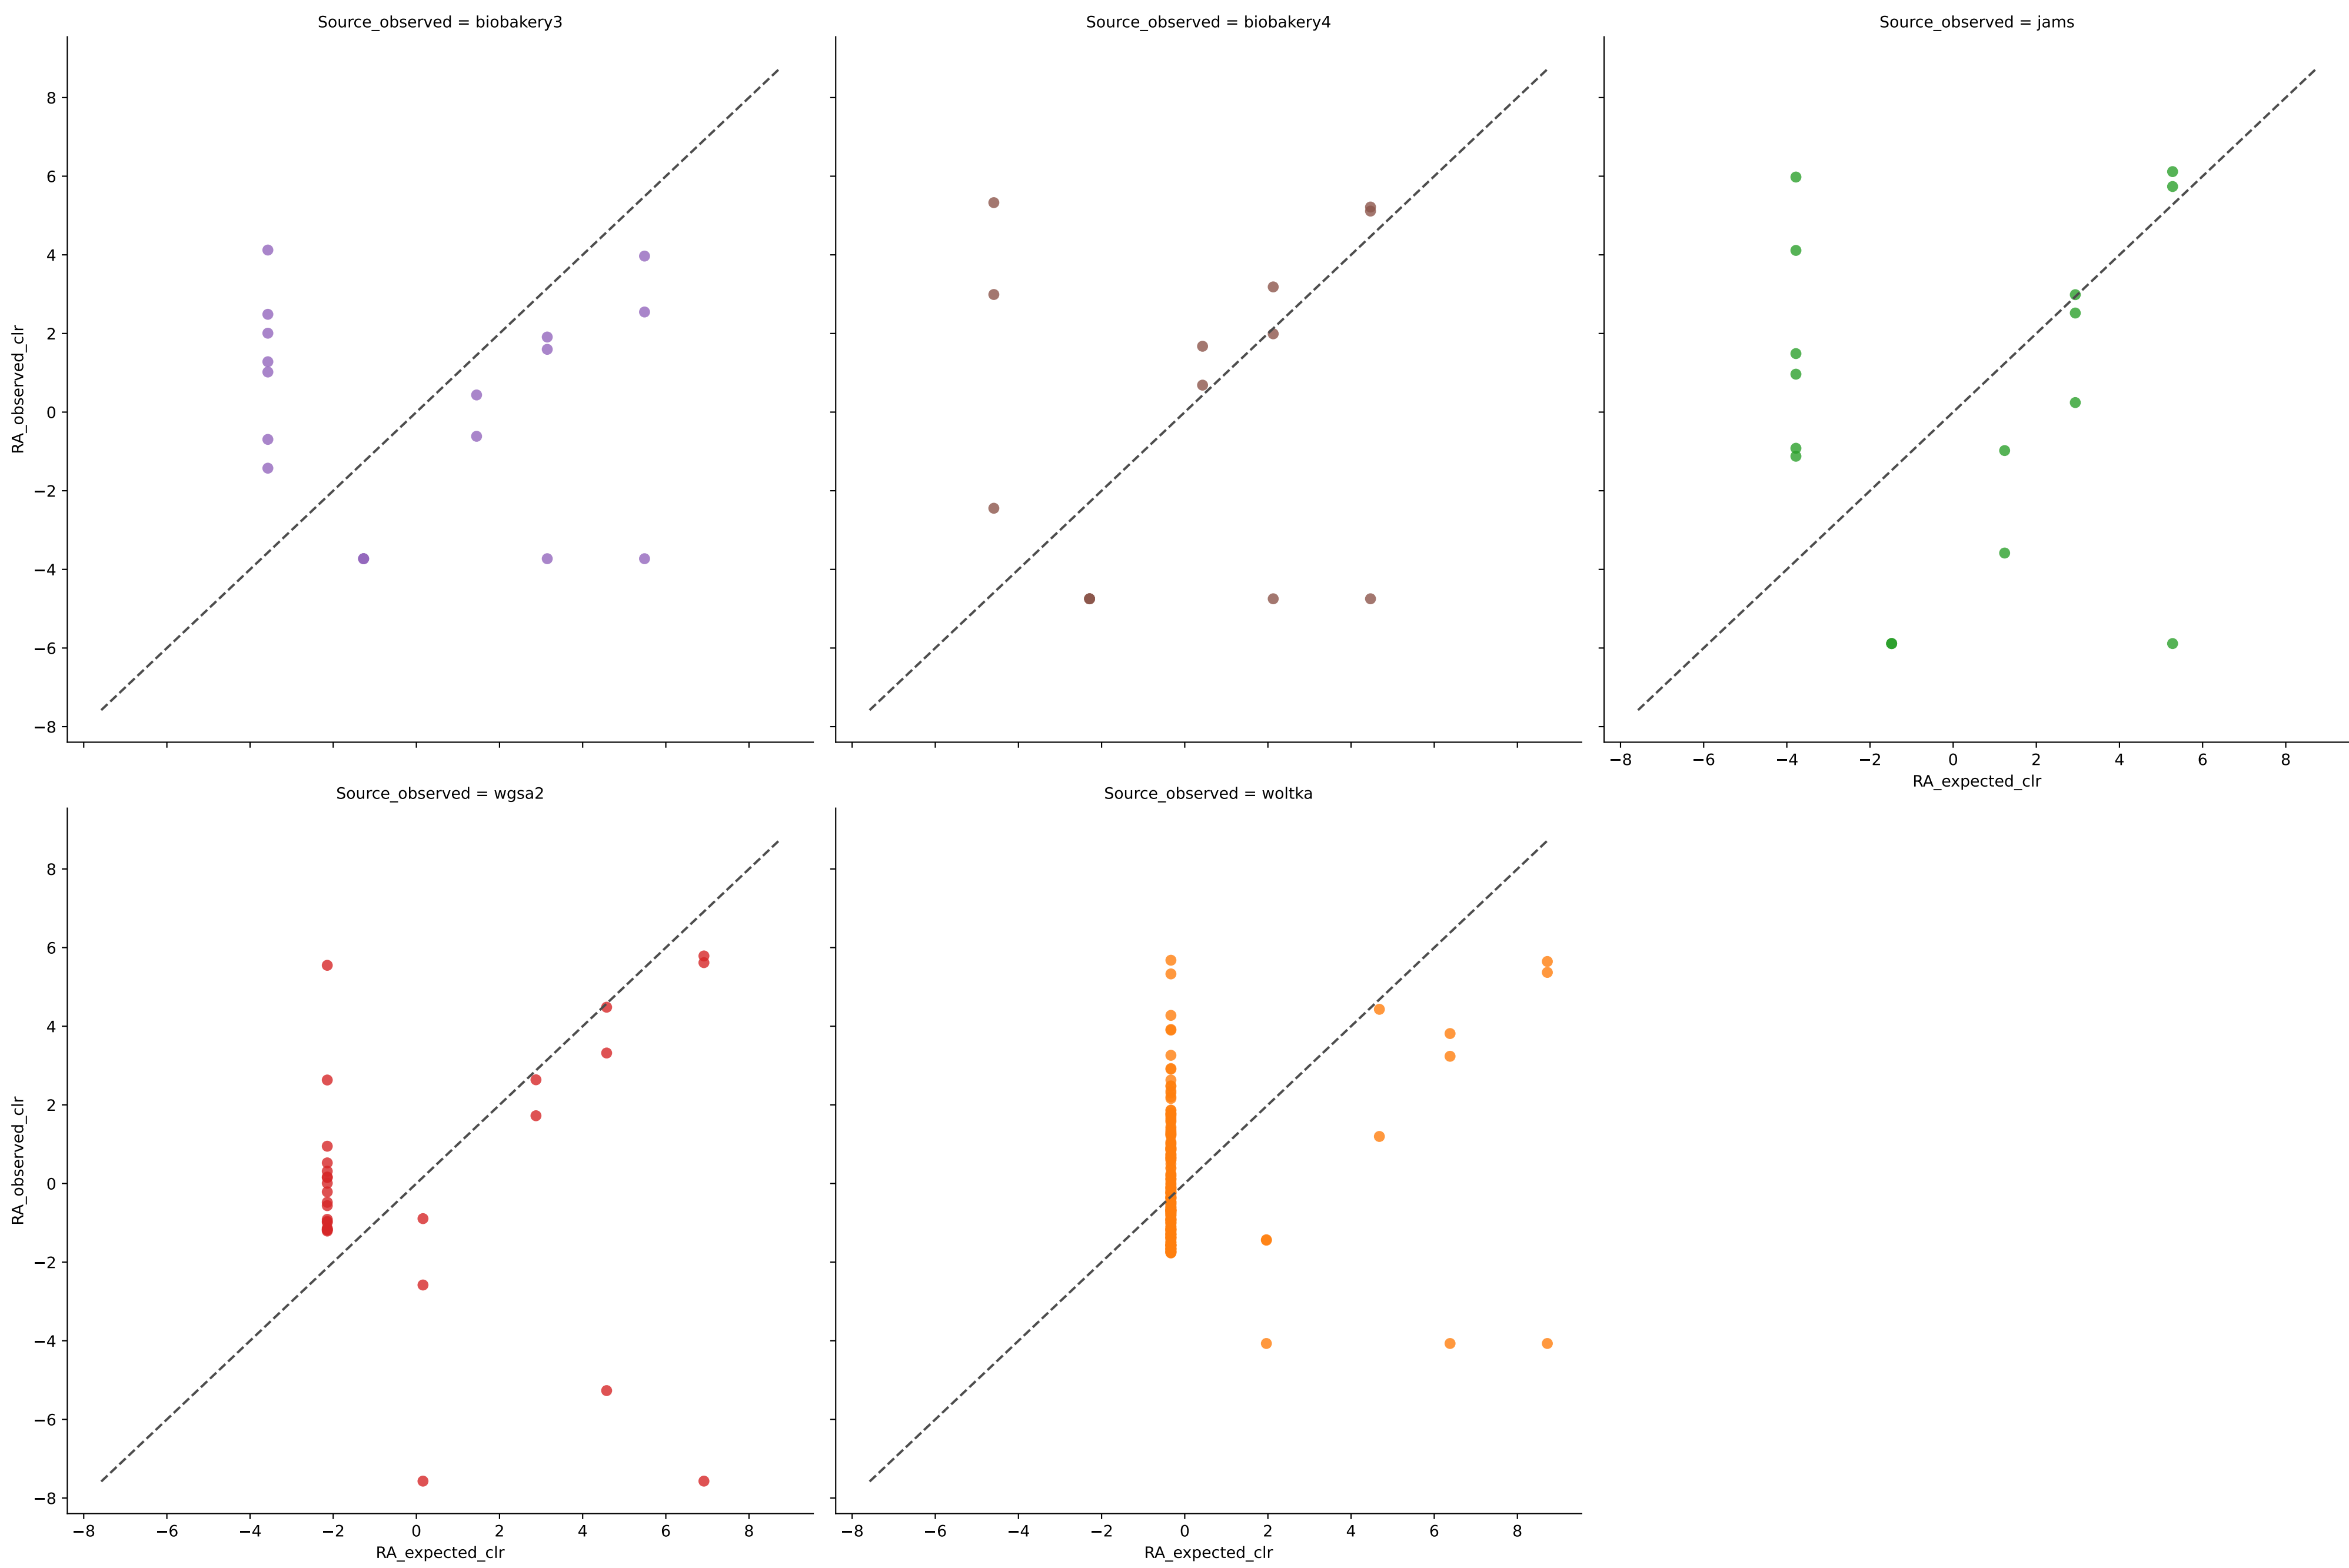 Source_observed = biobakery3
Source_observed = biobakery4
Source_observed = jams
8
6
4
2
0
−2
−4
−6
−8
RA_observed_clr
−8 −6 −4 −2 0 2 4 6 8
RA_expected_clr
Source_observed = wgsa2
Source_observed = woltka
8
6
4
2
0
−2
−4
−6
−8
RA_observed_clr
−8 −6 −4 −2 0 2 4 6 8
RA_expected_clr
−8 −6 −4 −2 0 2 4 6 8
RA_expected_clr